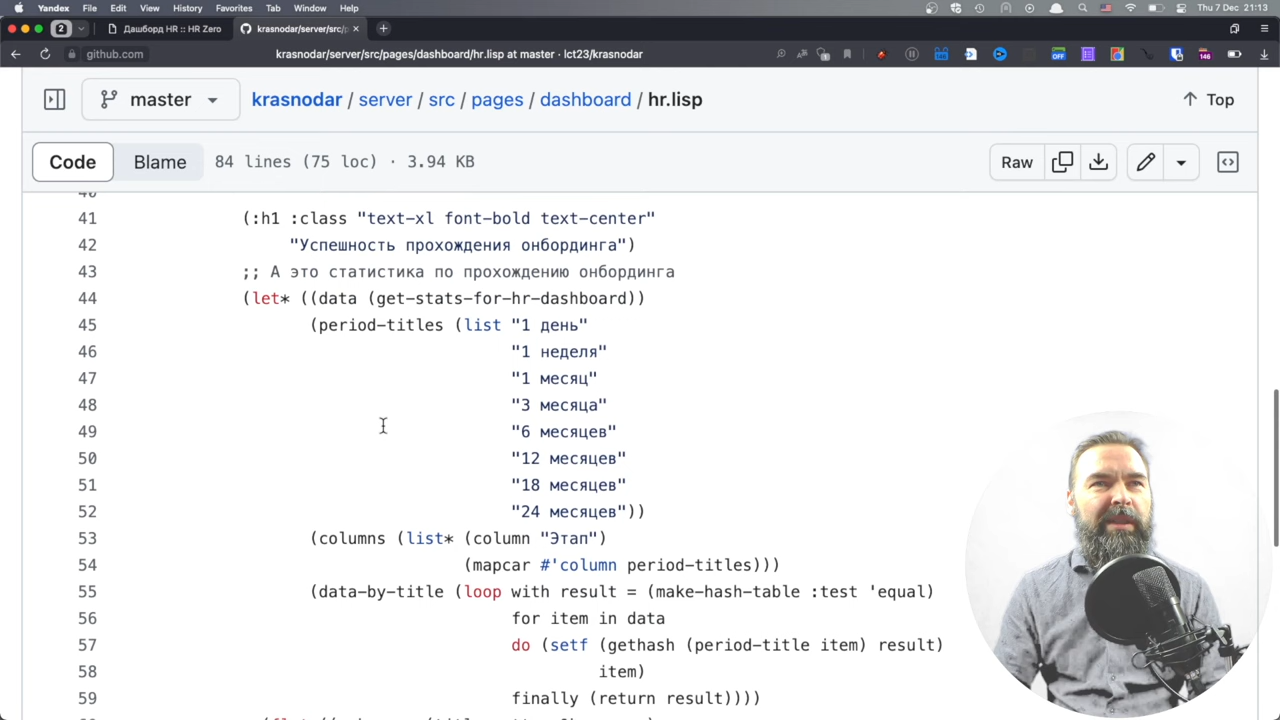 Yandex File Edit View History Favorites Tab Window Help Thu 7 Dec 21:13
2 Дашборд HR :: HR Zero krasnodar/server/src/p
github.com krasnodar/server/src/pages/dashboard/hr.lisp at master · lct23/krasnodar OFF 146
master krasnodar / server / src / pages / dashboard / hr.lisp Top
Code Blame 84 lines (75 loc) · 3.94 KB Raw
40
41 (:h1 :class "text-xl font-bold text-center"
42 "Успешность прохождения онбординга")
43 ;; А это статистика по прохождению онбординга
44 (let* ((data (get-stats-for-hr-dashboard))
45 (period-titles (list "1 день"
46 "1 неделя"
47 "1 месяц"
48 "3 месяца"
49 "6 месяцев"
50 "12 месяцев"
51 "18 месяцев"
52 "24 месяцев"))
53 (columns (list* (column "Этап")
54 (mapcar #'column period-titles)))
55 (data-by-title (loop with result = (make-hash-table :test 'equal)
56 for item in data
57 do (setf (gethash (period-title item) result)
58 item)
59 finally (return result))))